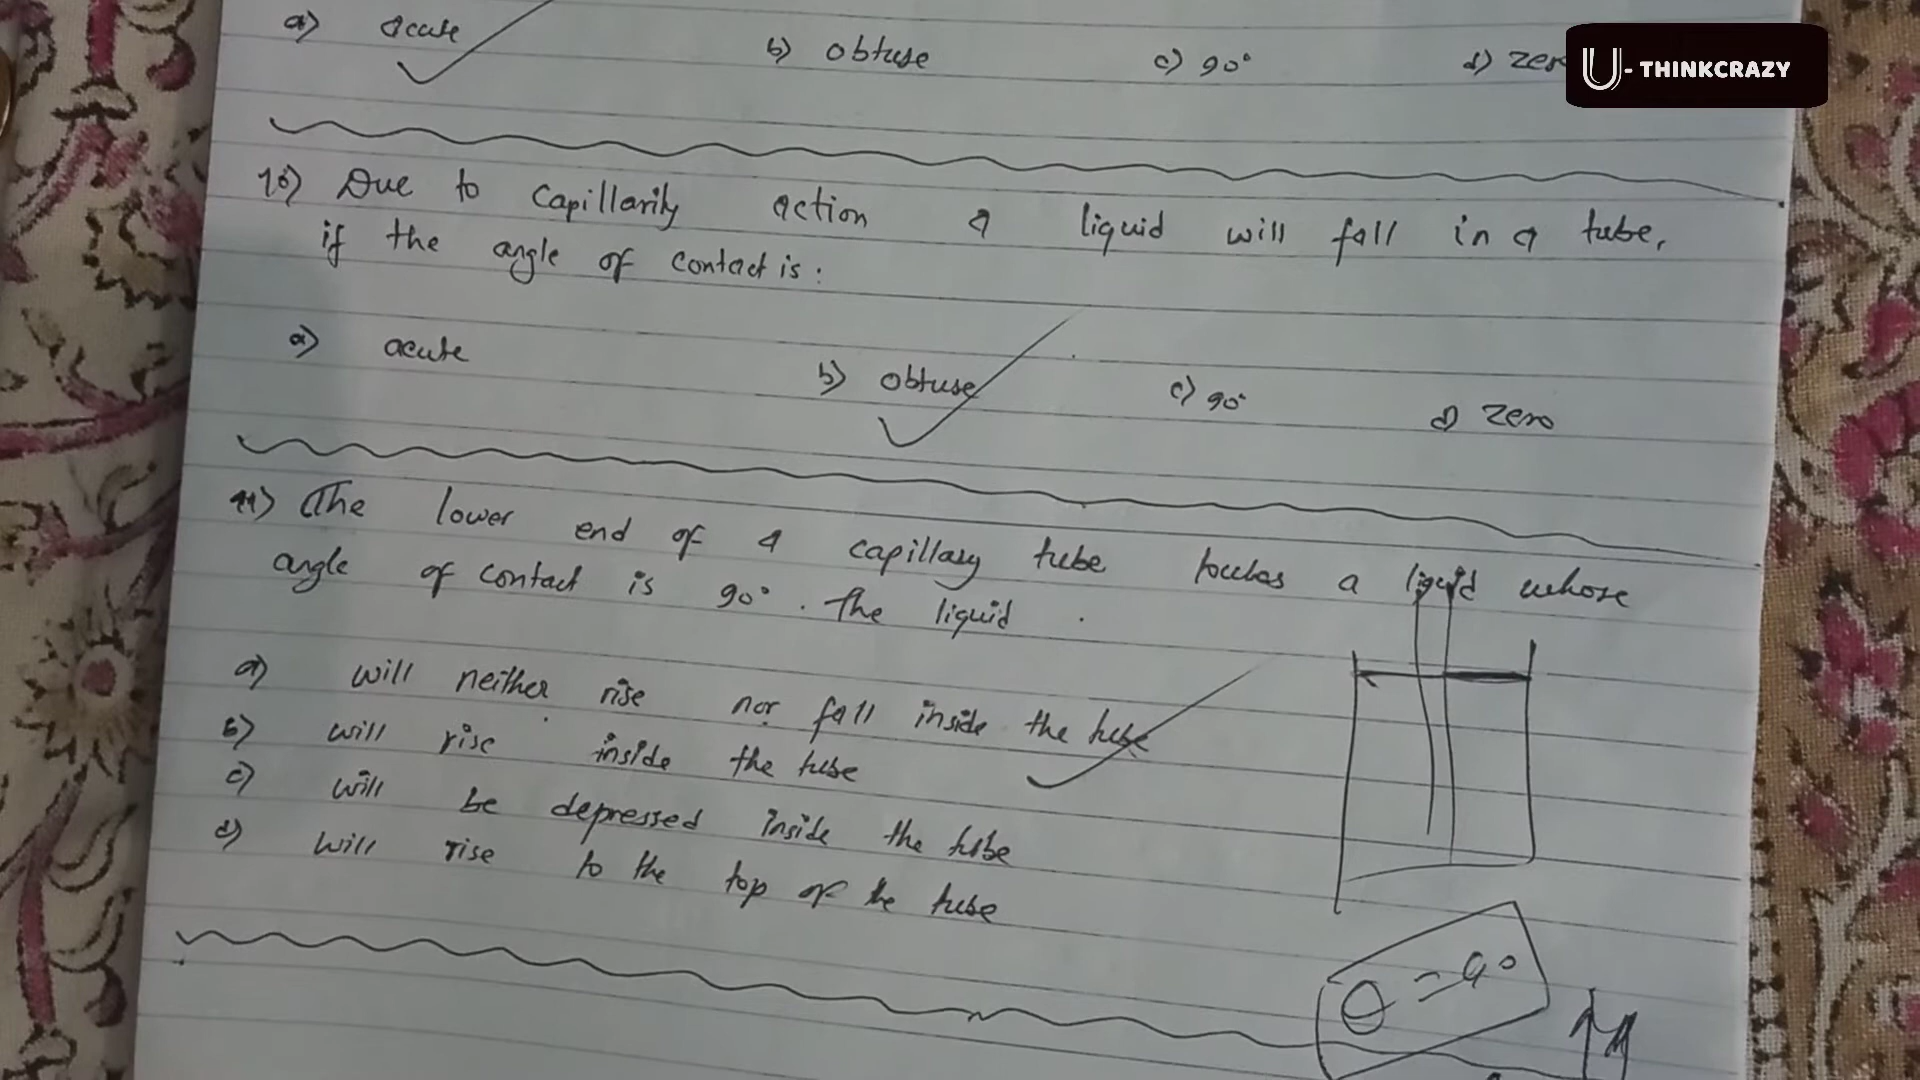 a) acute b) obtuse c) 90° d) zero
U - THINKCRAZY
10) Due to Capillarity action a liquid will fall in a tube,
if the angle of contact is :
a) acute b) obtuse c) 90° d) zero
11) The lower end of a capillary tube touches a liquid whose
angle of contact is 90°. The liquid
a) will neither rise nor fall inside the tube
b) will rise inside the tube
c) will be depressed inside the tube
d) will rise to the top of the tube